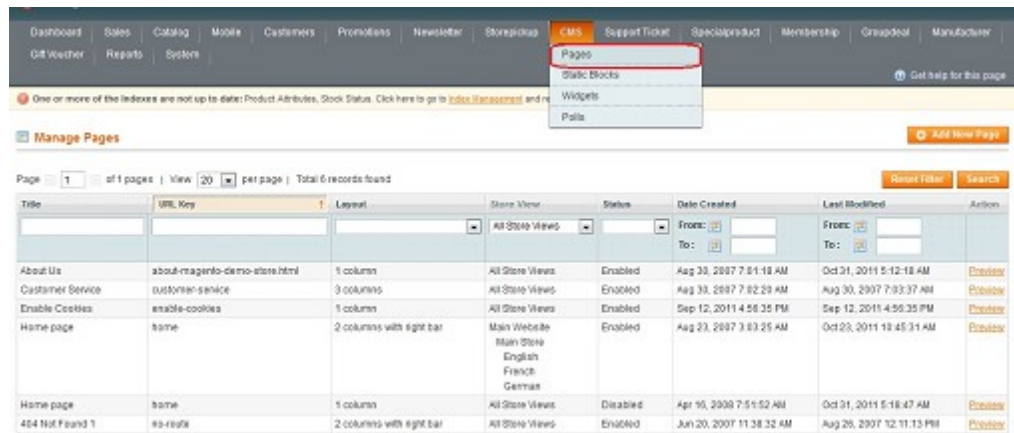 Dashboard Sales Catalog Mobile Customers Promotions Newsletter Storepickup CMS Support Ticket Specialproduct Membership Groupdeal Manufacturer
Gift Voucher Reports System
Pages
Static Blocks
Widgets
Polls
Get help for this page
One or more of the Indexes are not up to date: Product Attributes, Stock Status. Click here to go to Index Management and re
Manage Pages
Add New Page
Page 1 of 1 pages | View 20 per page | Total 6 records found
Reset Filter Search
Title URL Key Layout Store View Status Date Created Last Modified Action
All Store Views From: From:
To : To :
About Us about-magento-demo-store.html 1 column All Store Views Enabled Aug 30, 2007 7:01:18 AM Oct 31, 2011 5:12:18 AM Preview
Customer Service customer-service 3 columns All Store Views Enabled Aug 30, 2007 7:02:20 AM Aug 30, 2007 7:03:37 AM Preview
Enable Cookies enable-cookies 1 column All Store Views Enabled Sep 12, 2011 4:56:35 PM Sep 12, 2011 4:56:35 PM Preview
Home page home 2 columns with right bar Main Website Enabled Aug 23, 2007 3:03:25 AM Oct 23, 2011 10:45:31 AM Preview
Main Store
English
French
German
Home page home 1 column All Store Views Disabled Apr 16, 2008 7:51:52 AM Oct 31, 2011 5:18:47 AM Preview
404 Not Found 1 no-route 2 columns with right bar All Store Views Enabled Jun 20, 2007 11:38:32 AM Aug 26, 2007 12:11:13 PM Preview